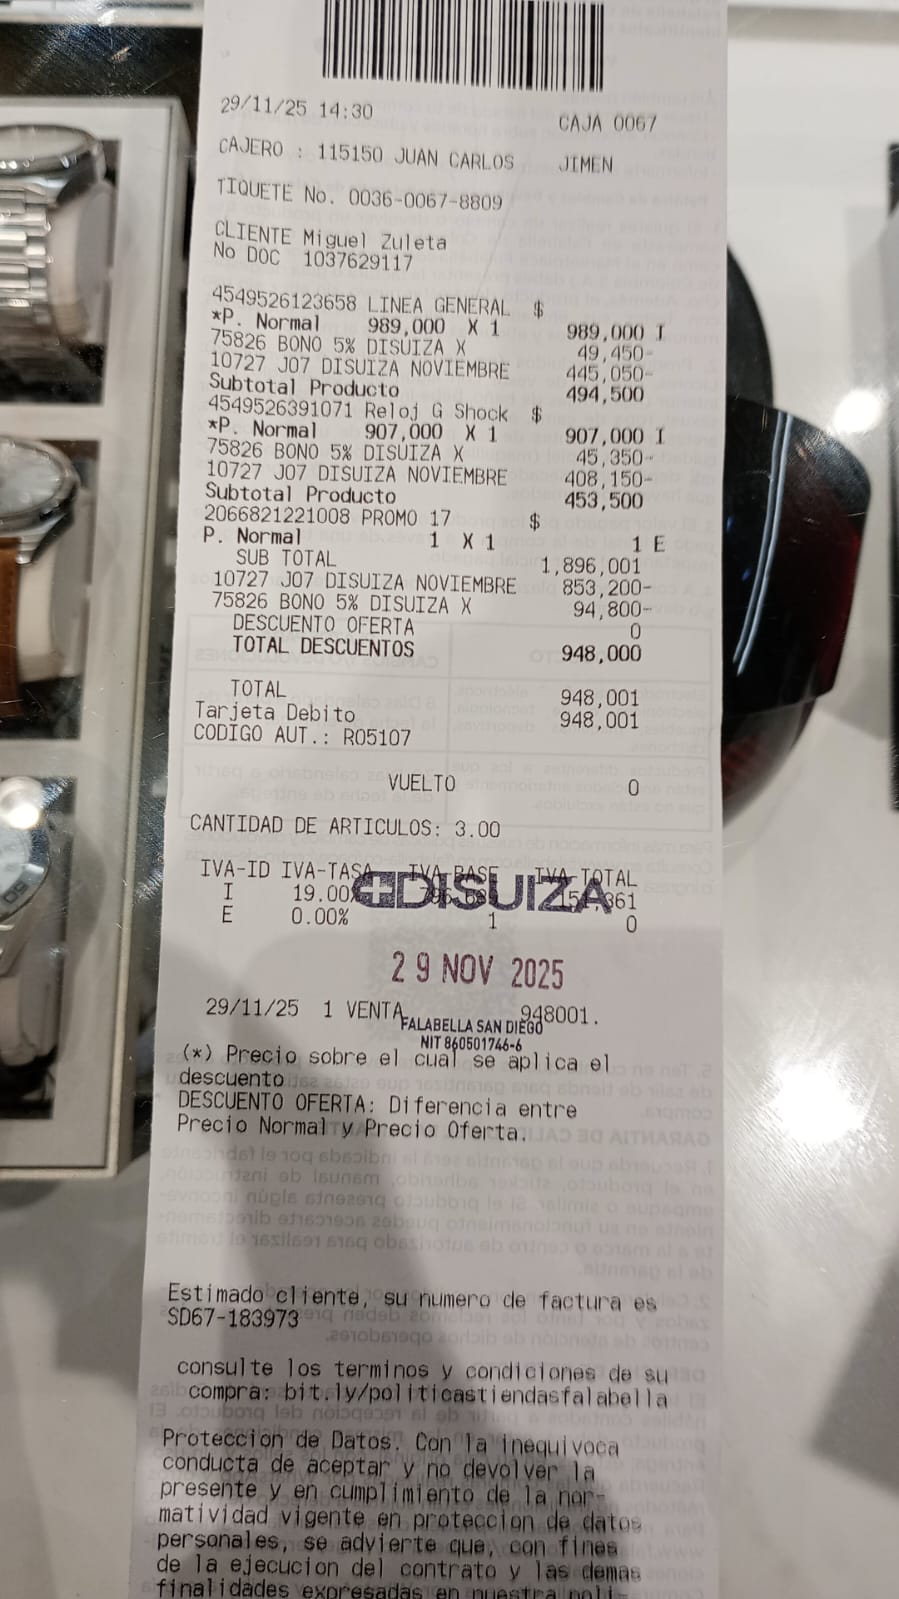 29/11/25 14:30 CAJA 0067
CAJERO : 115150 JUAN CARLOS JIMEN
TIQUETE No. 0036-0067-8809
CLIENTE Miguel Zuleta
No DOC 1037629117
4549526123658 LINEA GENERAL $
*P. Normal 989,000 X 1 989,000 I
75826 BONO 5% DISUIZA X 49,450-
10727 JO7 DISUIZA NOVIEMBRE 445,050-
Subtotal Producto 494,500
4549526391071 Reloj G Shock $
*P. Normal 907,000 X 1 907,000 I
75826 BONO 5% DISUIZA X 45,350-
10727 JO7 DISUIZA NOVIEMBRE 408,150-
Subtotal Producto 453,500
2066821221008 PROMO 17 $
P. Normal 1 X 1 1 E
SUB TOTAL 1,896,001
10727 JO7 DISUIZA NOVIEMBRE 853,200-
75826 BONO 5% DISUIZA X 94,800-
DESCUENTO OFERTA 0
TOTAL DESCUENTOS 948,000
TOTAL 948,001
Tarjeta Debito 948,001
CODIGO AUT.: RO5107
VUELTO 0
CANTIDAD DE ARTICULOS: 3.00
IVA-ID IVA-TASA IVA-BASE IVA-TOTAL
I 19.00%
E 0.00% 1 0
DISUIZA
29 NOV 2025
29/11/25 1 VENTA 948001.
FALABELLA SAN DIEGO
NIT 860501746-6
(*) Precio sobre el cual se aplica el
descuento
DESCUENTO OFERTA: Diferencia entre
Precio Normal y Precio Oferta.
Estimado cliente, su numero de factura es
SD67-183973
consulte los terminos y condiciones de su
compra: bit.ly/politicastiendasfalabella
Proteccion de Datos. Con la inequivoca
conducta de aceptar y no devolver la
presente y en cumplimiento de la nor-
matividad vigente en proteccion de datos
personales, se advierte que, con fines
de la ejecucion del contrato y las demas
finalidades expresadas en nuestra poli-